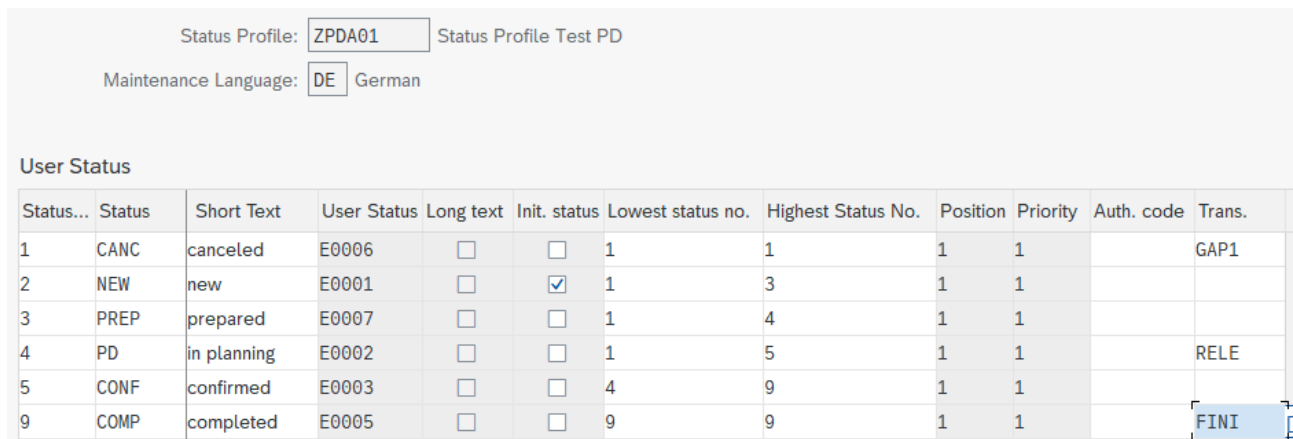 Status Profile: ZPDA01 Status Profile Test PD
Maintenance Language: DE German
User Status
Status... Status Short Text User Status Long text Init. status Lowest status no. Highest Status No. Position Priority Auth. code Trans.
1 CANC canceled E0006 1 1 1 1 GAP1
2 NEW new E0001 1 3 1 1
3 PREP prepared E0007 1 4 1 1
4 PD in planning E0002 1 5 1 1 RELE
5 CONF confirmed E0003 4 9 1 1
9 COMP completed E0005 9 9 1 1 FINI